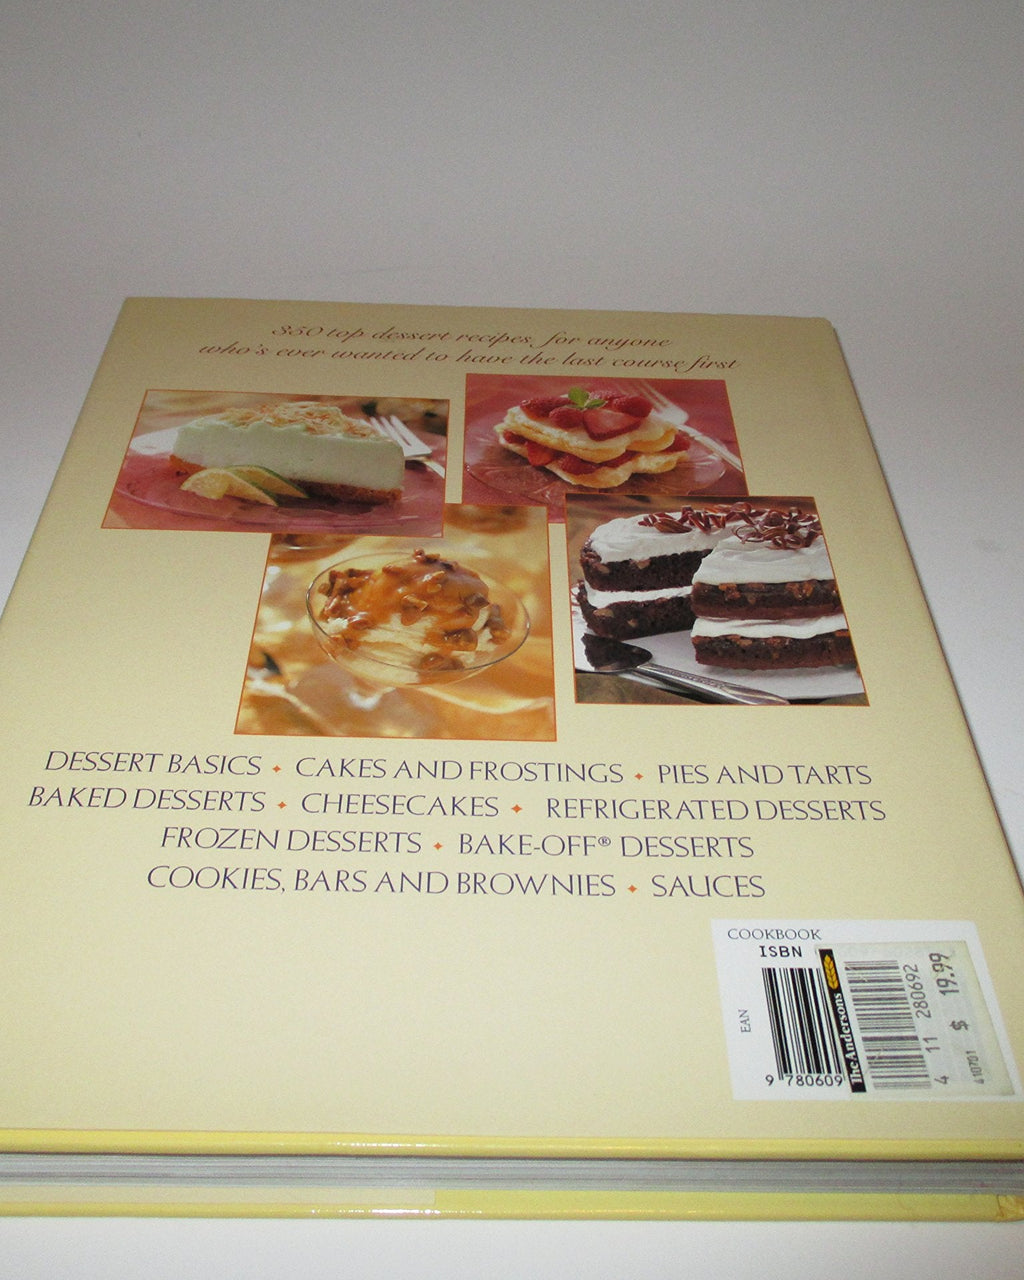 350 top dessert recipes, for anyone
who's ever wanted to have the last course first
DESSERT BASICS ✦ CAKES AND FROSTINGS ✦ PIES AND TARTS
BAKED DESSERTS ✦ CHEESECAKES ✦ REFRIGERATED DESSERTS
FROZEN DESSERTS ✦ BAKE-OFF® DESSERTS
COOKIES, BARS AND BROWNIES ✦ SAUCES
COOKBOOK
ISBN
EAN
9 780609
The Andersons
4 11 280692
410701 $ 19.99